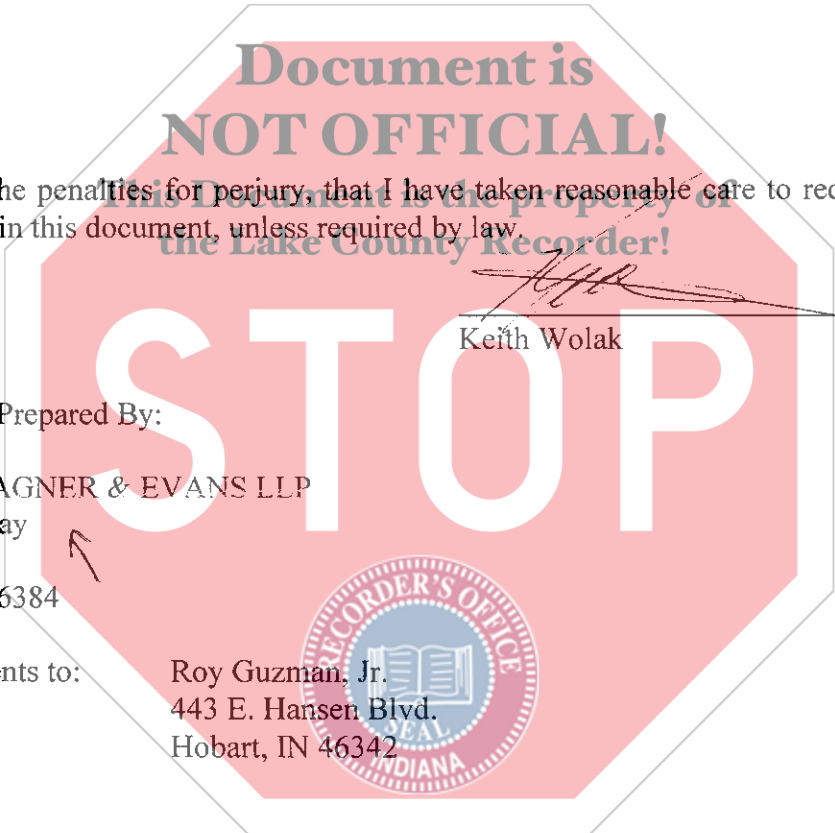 Document is
NOT OFFICIAL!
he penalties for perjury, that I have taken reasonable care to red
This Document is the property of
in this document, unless required by law.
the Lake County Recorder!
STOP
Keith Wolak
Prepared By:
AGNER & EVANS LLP
ay
6384
RECORDER'S OFFICE
nts to: Roy Guzman, Jr.
443 E. Hansen Blvd.
Hobart, IN 46342
SEAL
INDIANA